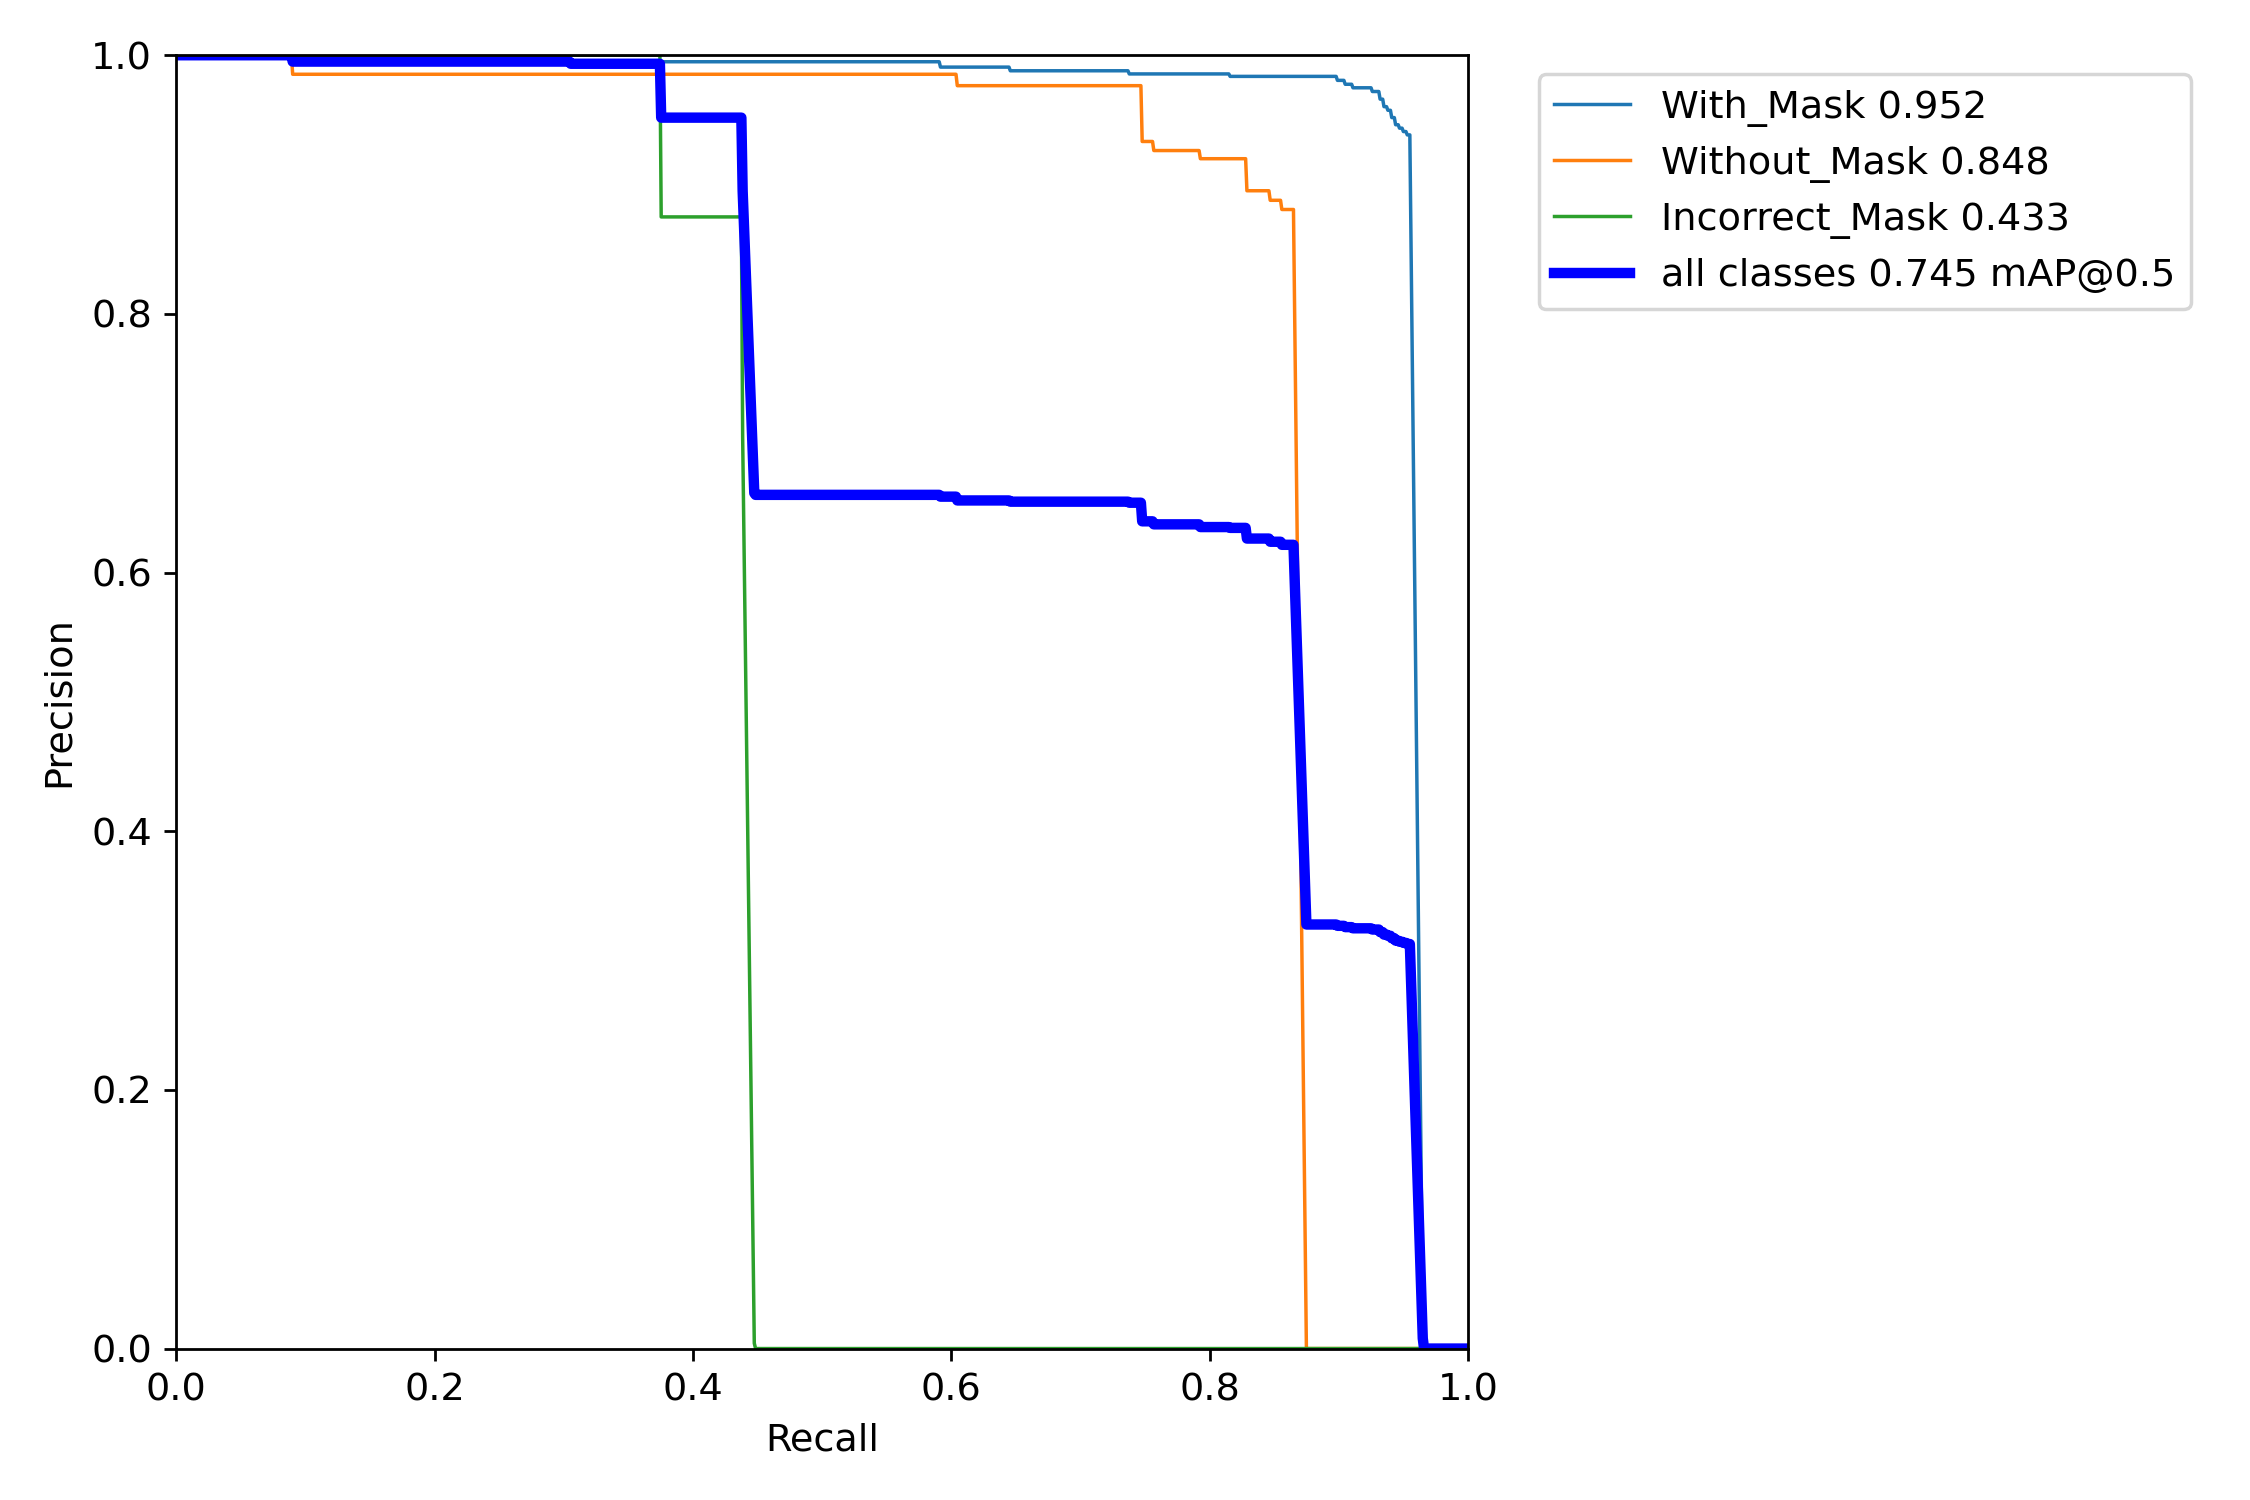 1.0
0.8
0.6
0.4
0.2
0.0
Precision
0.0 0.2 0.4 0.6 0.8 1.0
Recall
With_Mask 0.952
Without_Mask 0.848
Incorrect_Mask 0.433
all classes 0.745 mAP@0.5